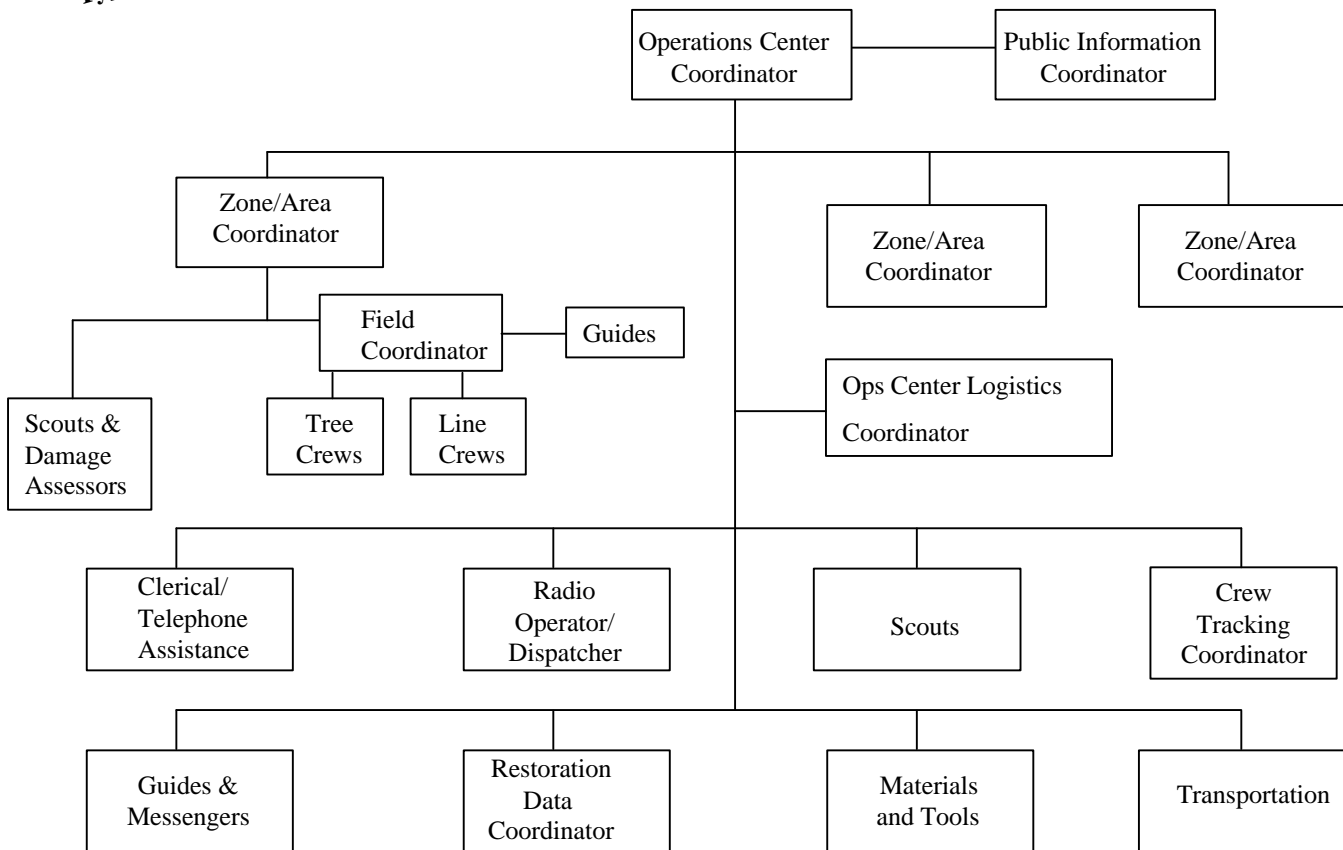 Operations Center
Coordinator
Public Information
Coordinator
Zone/Area
Coordinator
Zone/Area
Coordinator
Zone/Area
Coordinator
Field
Coordinator
Guides
Scouts &
Damage
Assessors
Tree
Crews
Line
Crews
Ops Center Logistics
Coordinator
Clerical/
Telephone
Assistance
Radio
Operator/
Dispatcher
Scouts
Crew
Tracking
Coordinator
Guides &
Messengers
Restoration
Data
Coordinator
Materials
and Tools
Transportation